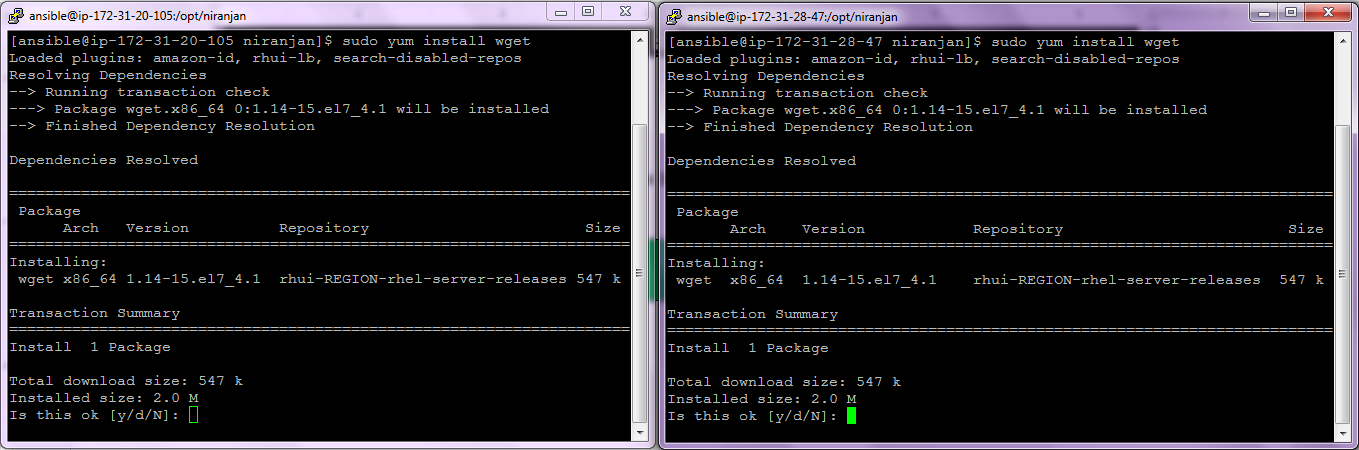 ansible@ip-172-31-20-105:/opt/niranjan
[ansible@ip-172-31-20-105 niranjan]$ sudo yum install wget
Loaded plugins: amazon-id, rhui-lb, search-disabled-repos
Resolving Dependencies
--> Running transaction check
---> Package wget.x86_64 0:1.14-15.el7_4.1 will be installed
--> Finished Dependency Resolution
Dependencies Resolved
=====================================================================
Package
Arch Version Repository Size
=====================================================================
Installing:
wget x86_64 1.14-15.el7_4.1 rhui-REGION-rhel-server-releases 547 k
Transaction Summary
=====================================================================
Install 1 Package
Total download size: 547 k
Installed size: 2.0 M
Is this ok [y/d/N]:
ansible@ip-172-31-28-47:/opt/niranjan
[ansible@ip-172-31-28-47 niranjan]$ sudo yum install wget
Loaded plugins: amazon-id, rhui-lb, search-disabled-repos
Resolving Dependencies
--> Running transaction check
---> Package wget.x86_64 0:1.14-15.el7_4.1 will be installed
--> Finished Dependency Resolution
Dependencies Resolved
==========================================================================
Package
Arch Version Repository Size
==========================================================================
Installing:
wget x86_64 1.14-15.el7_4.1 rhui-REGION-rhel-server-releases 547 k
Transaction Summary
==========================================================================
Install 1 Package
Total download size: 547 k
Installed size: 2.0 M
Is this ok [y/d/N]: